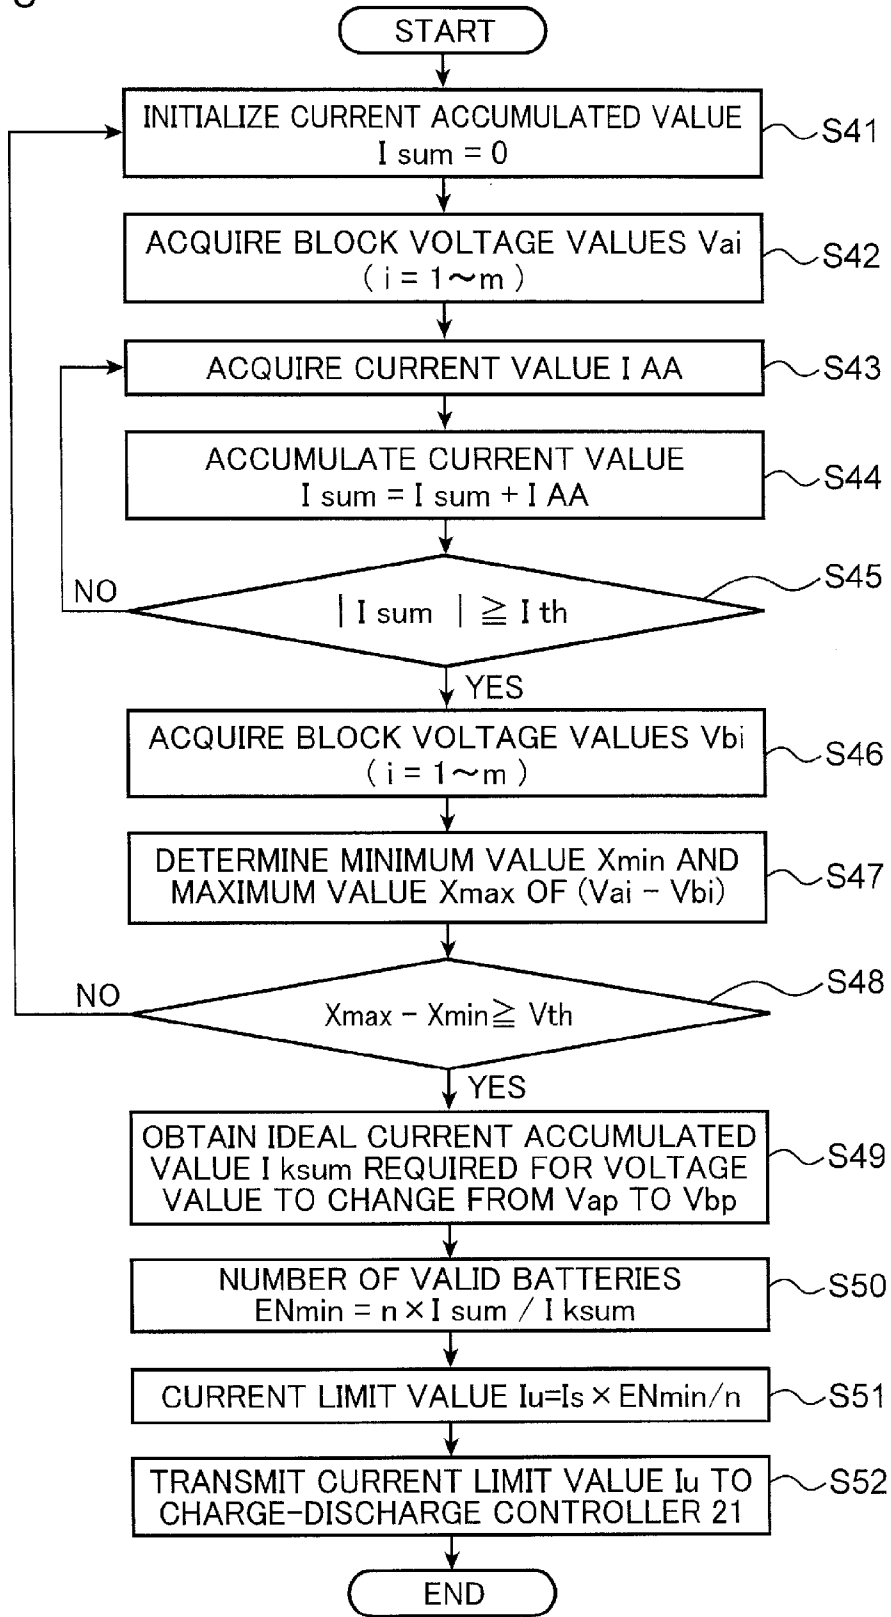 START
INITIALIZE CURRENT ACCUMULATED VALUE
I sum = 0
S41
ACQUIRE BLOCK VOLTAGE VALUES Vai
( i = 1～m )
S42
ACQUIRE CURRENT VALUE I AA
S43
ACCUMULATE CURRENT VALUE
I sum = I sum + I AA
S44
NO
| I sum | ≧ I th
S45
YES
ACQUIRE BLOCK VOLTAGE VALUES Vbi
( i = 1～m )
S46
DETERMINE MINIMUM VALUE Xmin AND
MAXIMUM VALUE Xmax OF (Vai - Vbi)
S47
NO
Xmax - Xmin ≧ Vth
S48
YES
OBTAIN IDEAL CURRENT ACCUMULATED
VALUE I ksum REQUIRED FOR VOLTAGE
VALUE TO CHANGE FROM Vap TO Vbp
S49
NUMBER OF VALID BATTERIES
ENmin = n × I sum / I ksum
S50
CURRENT LIMIT VALUE Iu=Is × ENmin/n
S51
TRANSMIT CURRENT LIMIT VALUE Iu TO
CHARGE-DISCHARGE CONTROLLER 21
S52
END